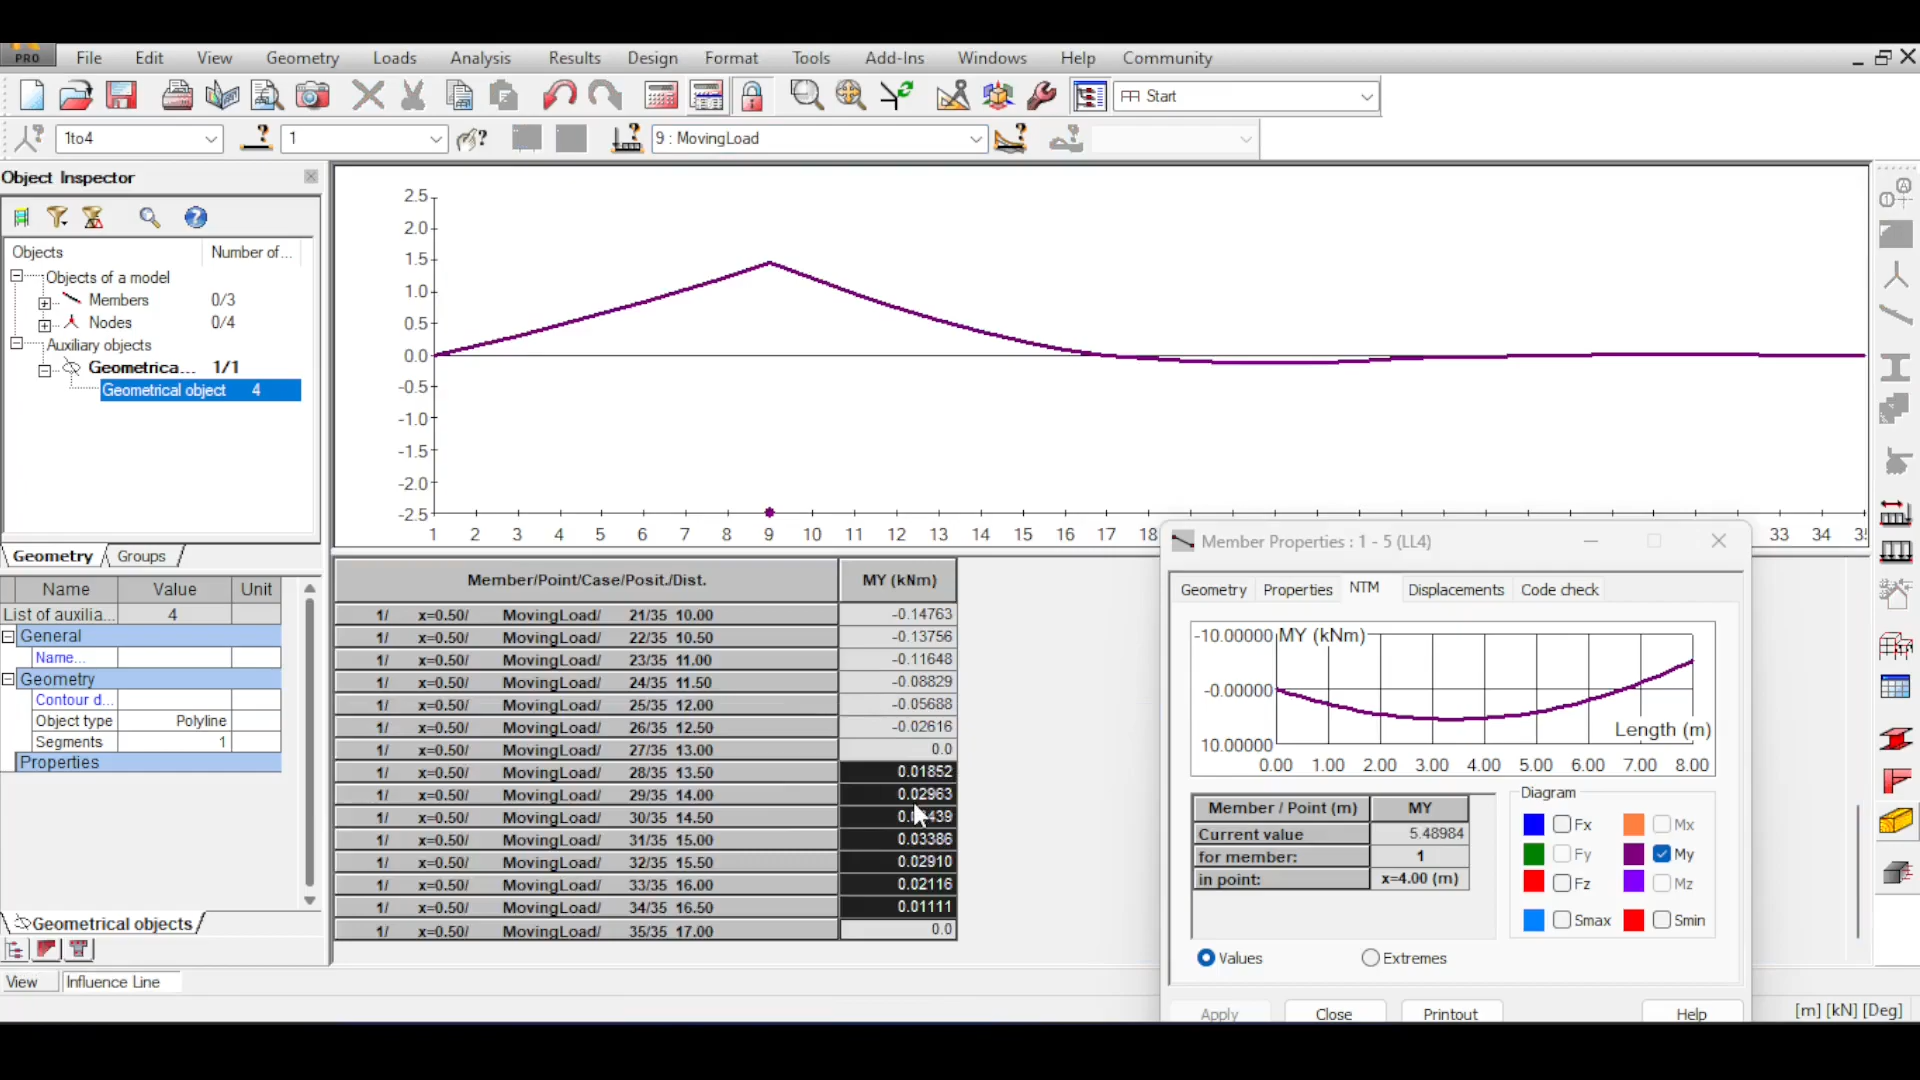 PRO File Edit View Geometry Loads Analysis Results Design Format Tools Add-Ins Windows Help Community
Start
1to4 1 9 : MovingLoad
Object Inspector
Objects Number of...
Objects of a model
Members 0/3
Nodes 0/4
Auxiliary objects
Geometrica... 1/1
Geometrical object 4
Geometry Groups
Name Value Unit
List of auxilia... 4
General
Name...
Geometry
Contour d...
Object type Polyline
Segments 1
Properties
Geometrical objects
View Influence Line
2.5
2.0
1.5
1.0
0.5
0.0
-0.5
-1.0
-1.5
-2.0
-2.5
1 2 3 4 5 6 7 8 9 10 11 12 13 14 15 16 17 18 33 34
Member/Point/Case/Posit./Dist. MY (kNm)
1/ x=0.50/ MovingLoad/ 21/35 10.00 -0.14763
1/ x=0.50/ MovingLoad/ 22/35 10.50 -0.13756
1/ x=0.50/ MovingLoad/ 23/35 11.00 -0.11648
1/ x=0.50/ MovingLoad/ 24/35 11.50 -0.08829
1/ x=0.50/ MovingLoad/ 25/35 12.00 -0.05688
1/ x=0.50/ MovingLoad/ 26/35 12.50 -0.02616
1/ x=0.50/ MovingLoad/ 27/35 13.00 0.0
1/ x=0.50/ MovingLoad/ 28/35 13.50 0.01852
1/ x=0.50/ MovingLoad/ 29/35 14.00 0.02963
1/ x=0.50/ MovingLoad/ 30/35 14.50
1/ x=0.50/ MovingLoad/ 31/35 15.00 0.03386
1/ x=0.50/ MovingLoad/ 32/35 15.50 0.02910
1/ x=0.50/ MovingLoad/ 33/35 16.00 0.02116
1/ x=0.50/ MovingLoad/ 34/35 16.50 0.01111
1/ x=0.50/ MovingLoad/ 35/35 17.00 0.0
Member Properties : 1 - 5 (LL4)
Geometry Properties NTM Displacements Code check
-10.00000 MY (kNm)
-0.00000
Length (m)
10.00000
0.00 1.00 2.00 3.00 4.00 5.00 6.00 7.00 8.00
Member / Point (m) MY
Current value 5.48984
for member: 1
in point: x=4.00 (m)
Diagram
Fx Mx
Fy My
Fz Mz
Smax Smin
Values Extremes
Apply Close Printout Help
[m] [kN] [Deg]